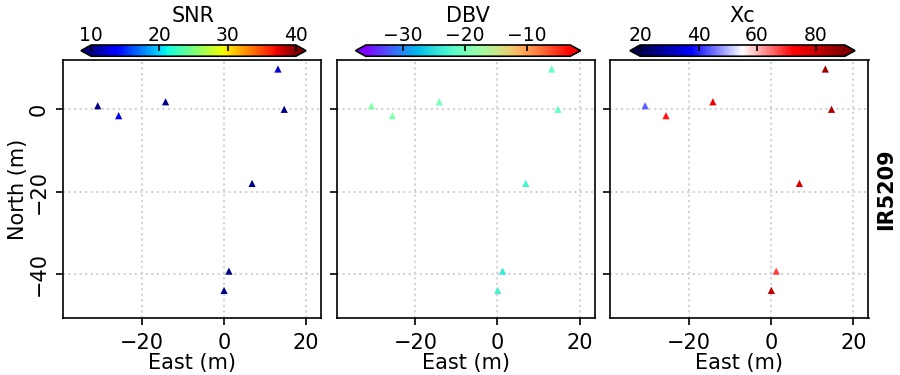 SNR DBV Xc
10 20 30 40 −30 −20 −10 20 40 60 80
0
−20
−40
North (m)
−20 0 20 −20 0 20 −20 0 20
East (m) East (m) East (m)
IR5209